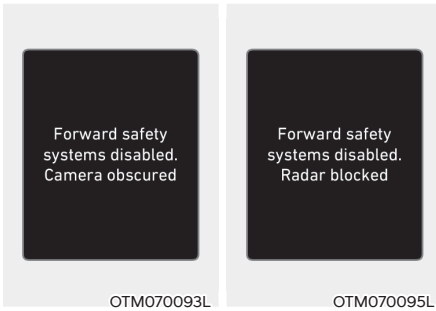 Forward safety
systems disabled.
Camera obscured
OTM070093L
Forward safety
systems disabled.
Radar blocked
OTM070095L